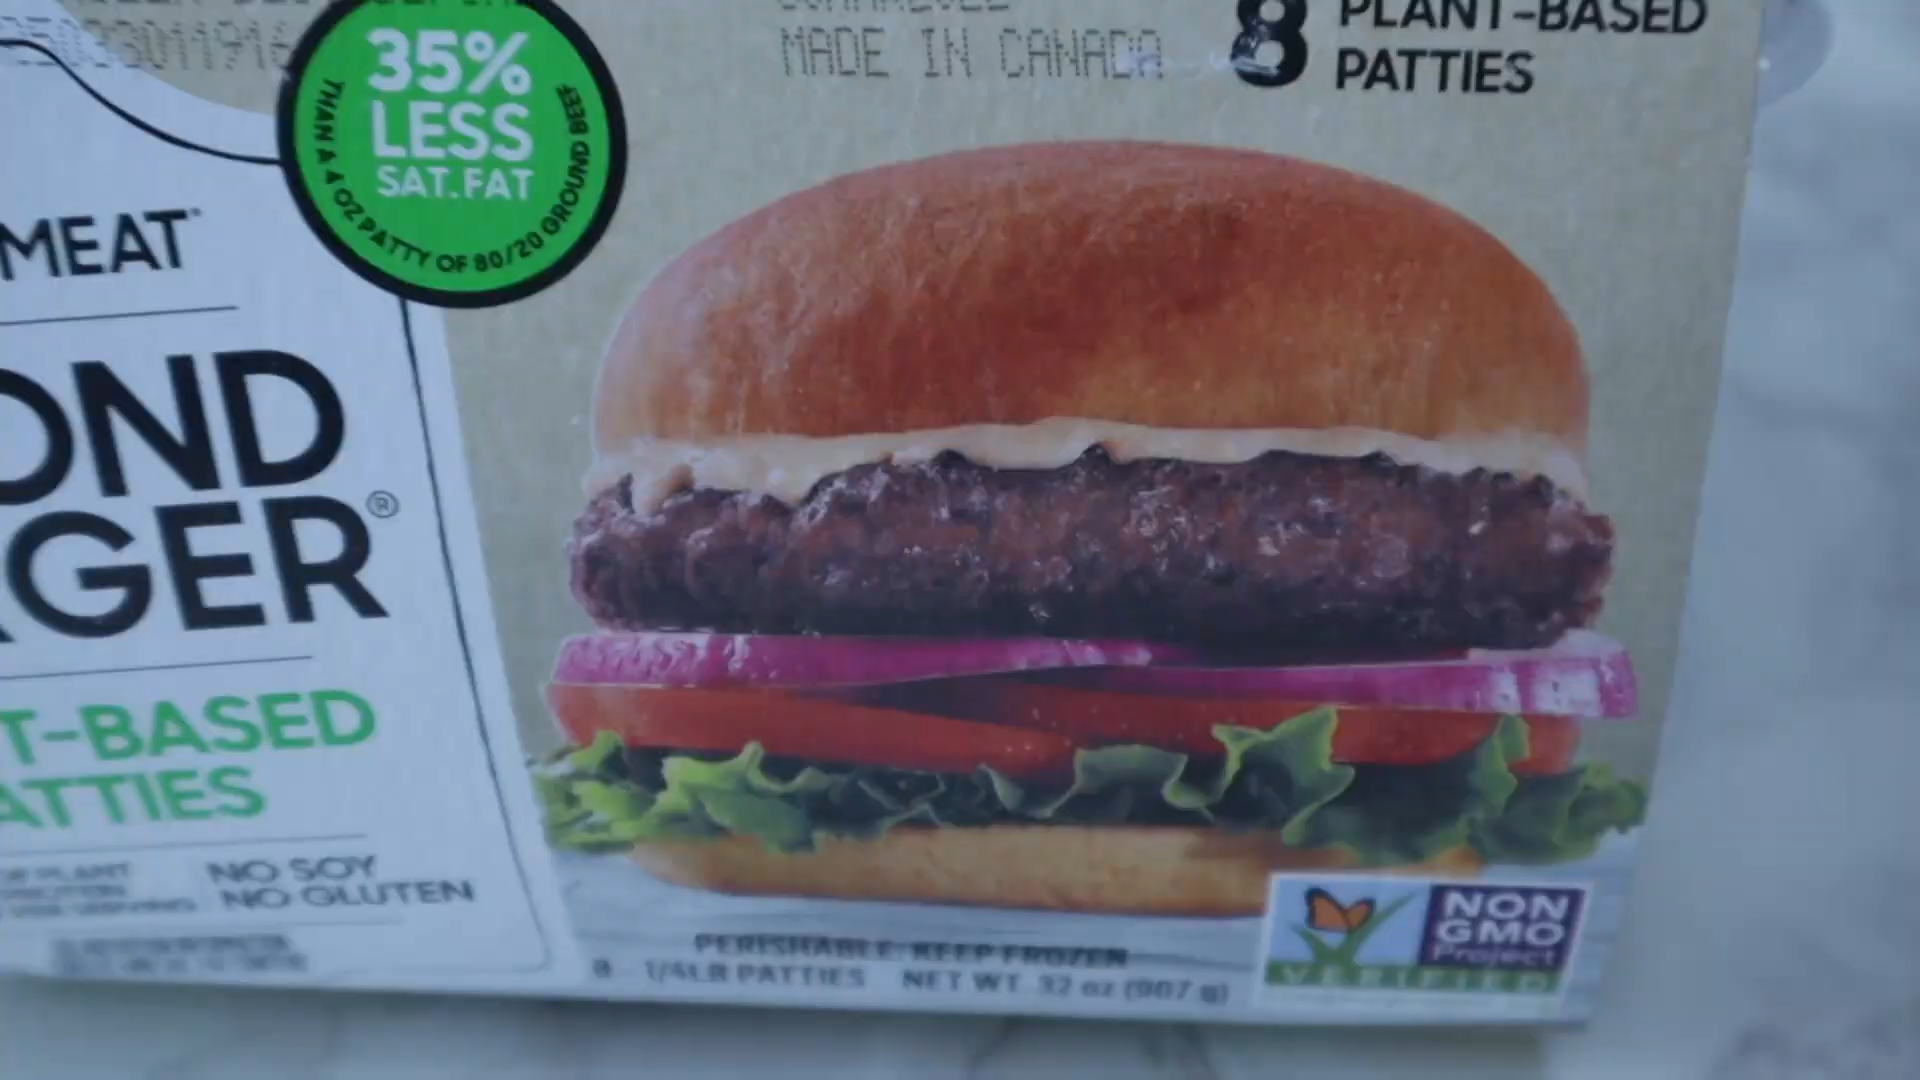 MADE IN CANADA
8 PLANT-BASED
PATTIES
35%
LESS
SAT. FAT
THAN A 4 OZ PATTY OF 80/20 GROUND BEEF
MEAT
OND
GER®
T-BASED
ATTIES
PLANT
NO SOY
NO GLUTEN
PERISHABLE: KEEP FROZEN
8 1/4LB PATTIES NET WT. 32 oz (907 g)
NON
GMO
Project
VERIFIED